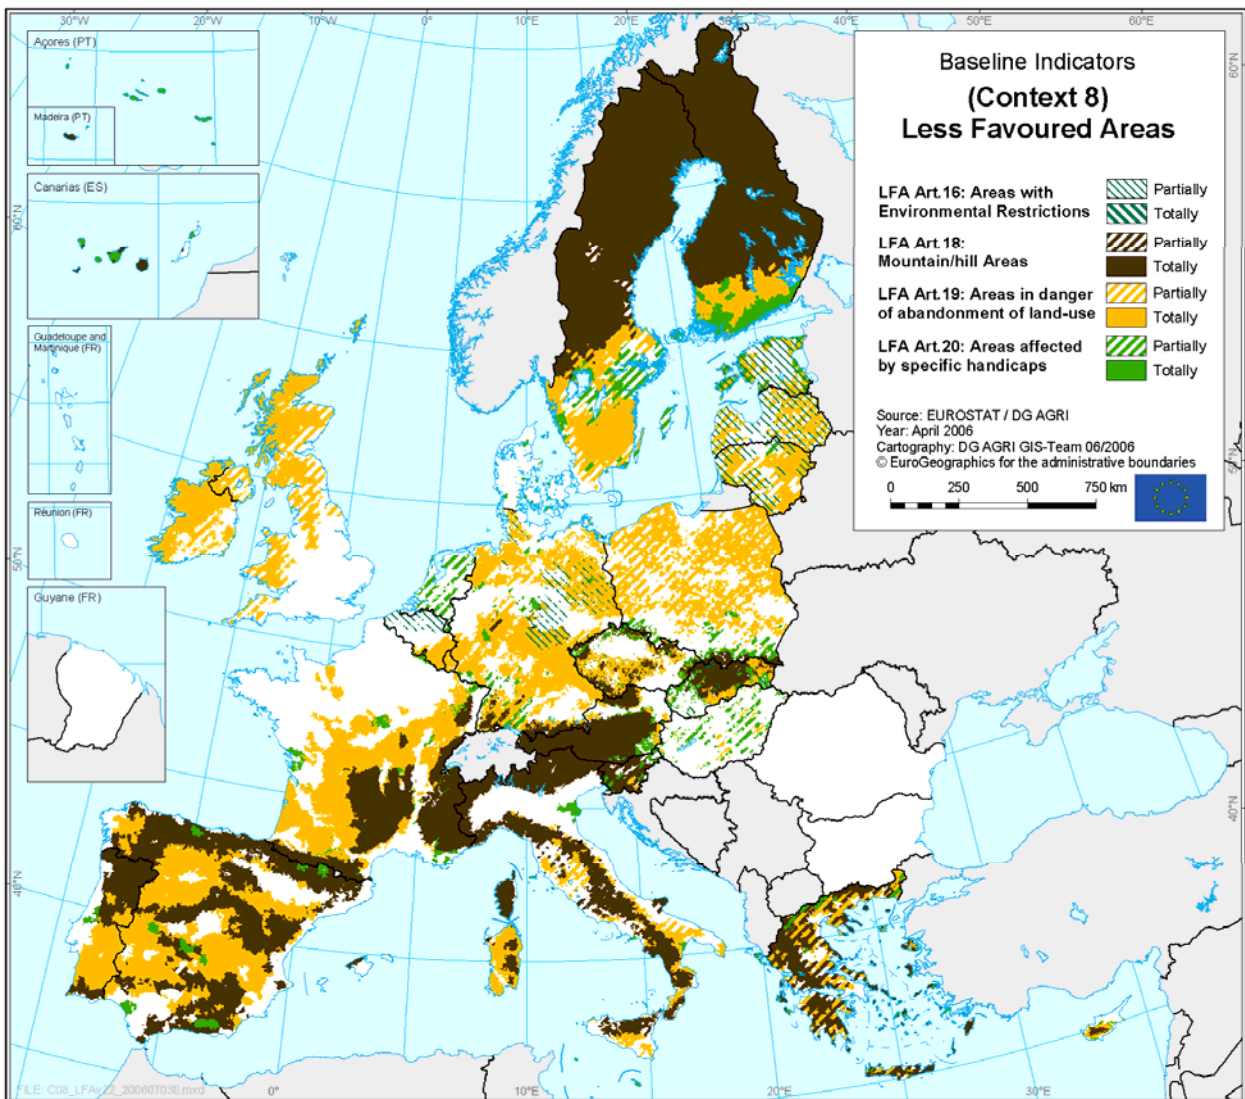 30°W
20°W
10°W
0°
10°E
20°E
30°E
40°E
50°E
60°E
Açores (PT)
Madeira (PT)
Canarias (ES)
Guadeloupe and
Martinique (FR)
Réunion (FR)
Guyane (FR)
60°N
50°N
40°N
Baseline Indicators
(Context 8)
Less Favoured Areas
LFA Art.16: Areas with
Environmental Restrictions
Partially
Totally
LFA Art.18:
Mountain/hill Areas
Partially
Totally
LFA Art.19: Areas in danger
of abandonment of land-use
Partially
Totally
LFA Art.20: Areas affected
by specific handicaps
Partially
Totally
Source: EUROSTAT / DG AGRI
Year: April 2006
Cartography: DG AGRI GIS-Team 06/2006
© EuroGeographics for the administrative boundaries
0 250 500 750 km
60°N
50°N
40°N
0°
10°E
20°E
30°E